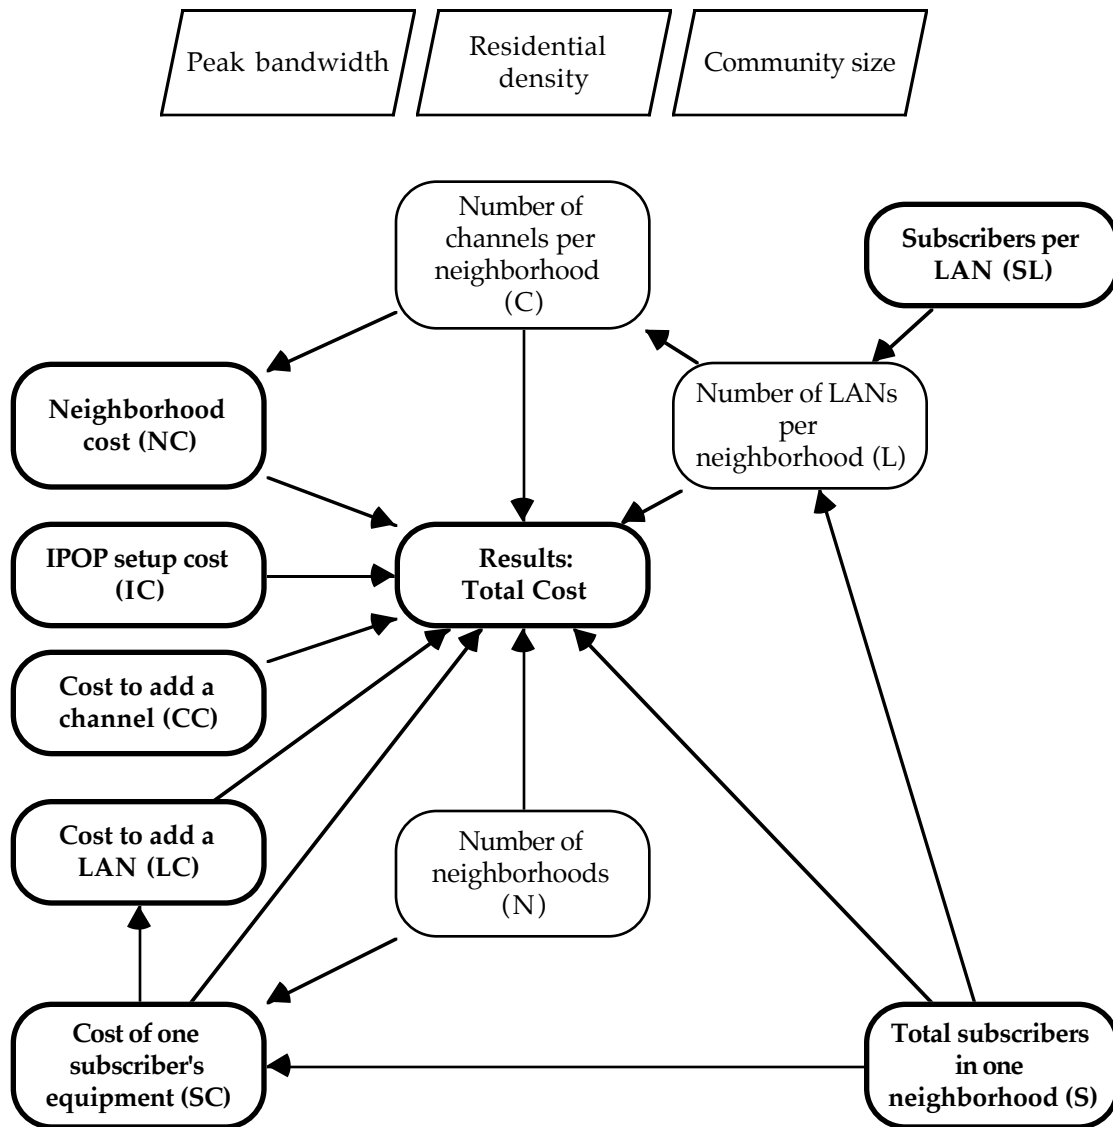 Peak bandwidth
Residential
density
Community size
Number of
channels per
neighborhood
(C)
Subscribers per
LAN (SL)
Neighborhood
cost (NC)
Number of LANs
per
neighborhood (L)
IPOP setup cost
(IC)
Results:
Total Cost
Cost to add a
channel (CC)
Cost to add a
LAN (LC)
Number of
neighborhoods
(N)
Cost of one
subscriber's
equipment (SC)
Total subscribers
in one
neighborhood (S)